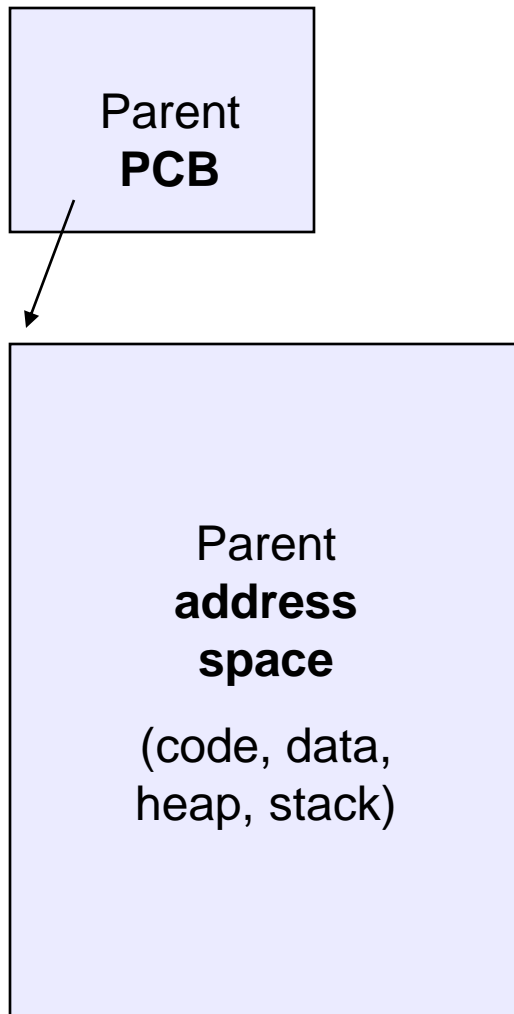 Parent
PCB
Parent
address
space
(code, data,
heap, stack)